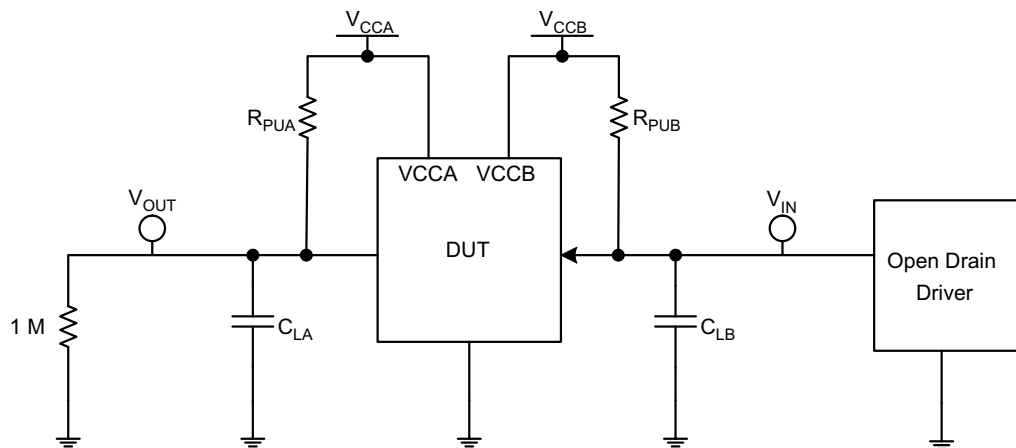 V_CCA
V_CCB
R_PUA
R_PUB
VCCA VCCB
V_OUT
V_IN
DUT
Open Drain
Driver
1 M
C_LA
C_LB